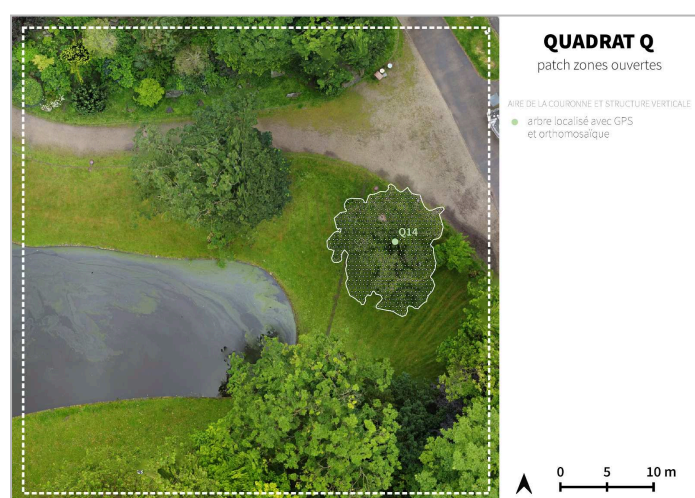 QUADRAT Q
patch zones ouvertes
AIRE DE LA COURONNE ET STRUCTURE VERTICALE
arbre localisé avec GPS
et orthomosaïque
Q14
0 5 10 m